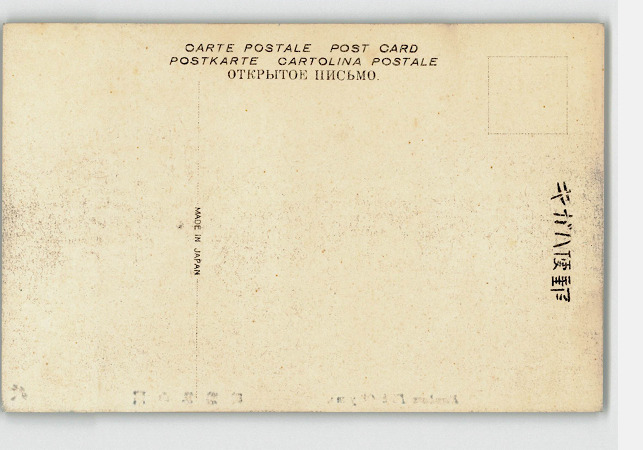 CARTE POSTALE POST CARD
POSTKARTE CARTOLINA POSTALE
ОТКРЫТОЕ ПИСЬМО.
MADE IN JAPAN
郵便ハガキ